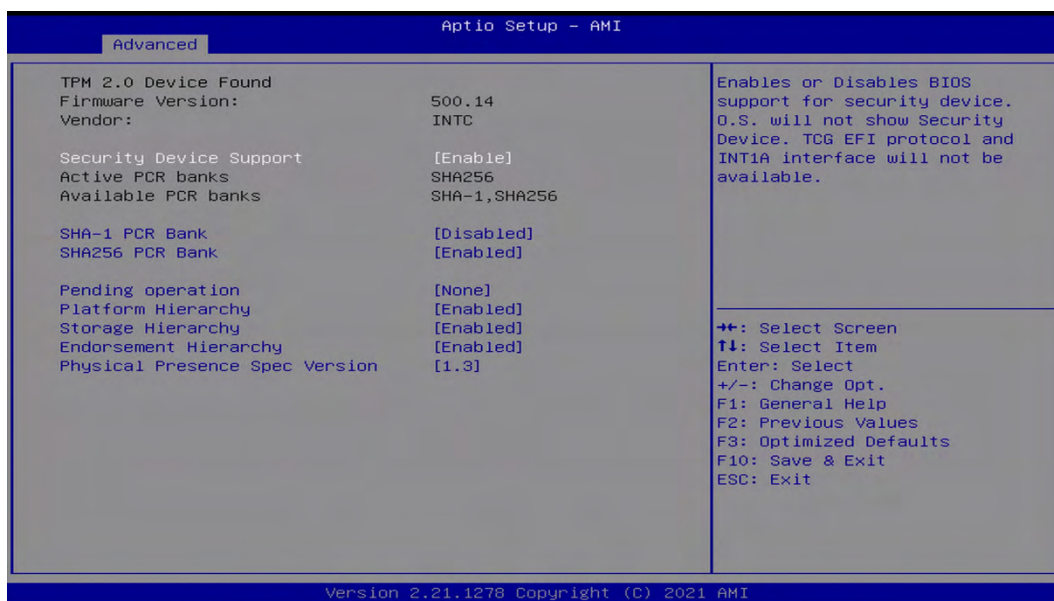 Aptio Setup – AMI
Advanced
TPM 2.0 Device Found
Firmware Version: 500.14
Vendor: INTC
Security Device Support [Enable]
Active PCR banks SHA256
Available PCR banks SHA-1,SHA256
SHA-1 PCR Bank [Disabled]
SHA256 PCR Bank [Enabled]
Pending operation [None]
Platform Hierarchy [Enabled]
Storage Hierarchy [Enabled]
Endorsement Hierarchy [Enabled]
Physical Presence Spec Version [1.3]
Enables or Disables BIOS
support for security device.
O.S. will not show Security
Device. TCG EFI protocol and
INT1A interface will not be
available.
→←: Select Screen
↑↓: Select Item
Enter: Select
+/-: Change Opt.
F1: General Help
F2: Previous Values
F3: Optimized Defaults
F10: Save & Exit
ESC: Exit
Version 2.21.1278 Copyright (C) 2021 AMI